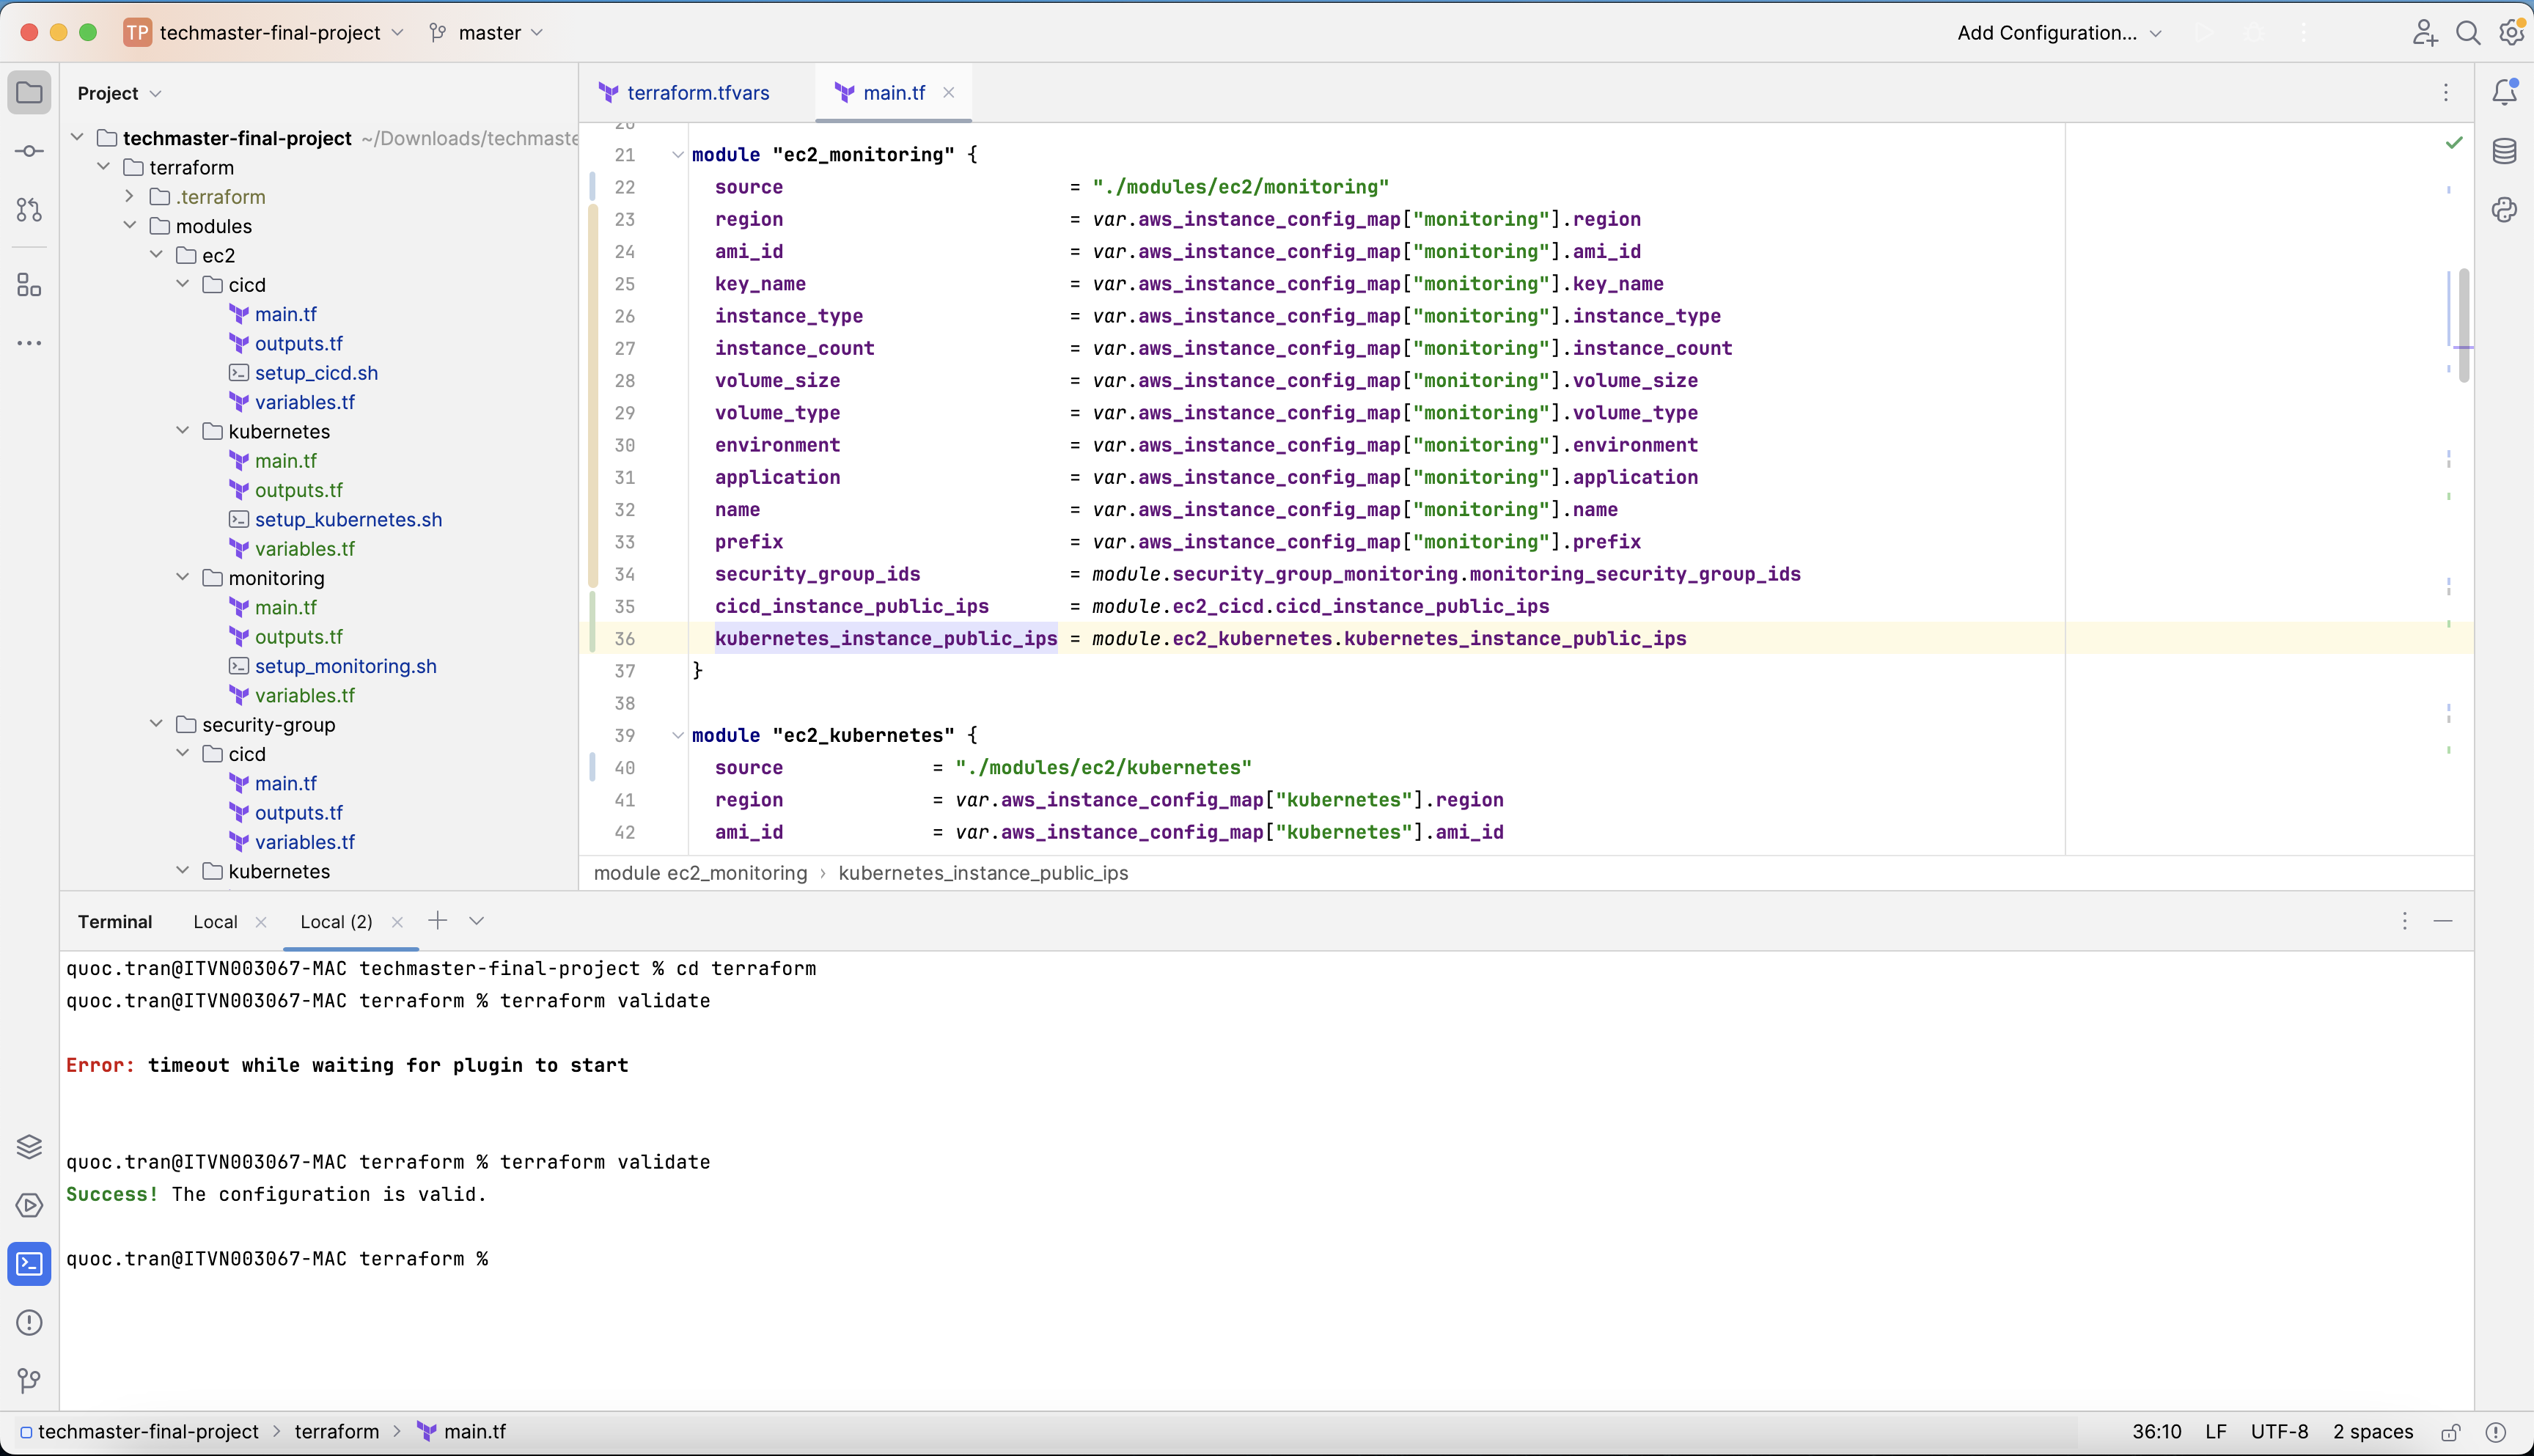 TP techmaster-final-project master Add Configuration...
Project
terraform.tfvars main.tf
techmaster-final-project ~/Downloads/techmaste
terraform
.terraform
modules
ec2
cicd
main.tf
outputs.tf
setup_cicd.sh
variables.tf
kubernetes
main.tf
outputs.tf
setup_kubernetes.sh
variables.tf
monitoring
main.tf
outputs.tf
setup_monitoring.sh
variables.tf
security-group
cicd
main.tf
outputs.tf
variables.tf
kubernetes
20
21 module "ec2_monitoring" {
22 source = "./modules/ec2/monitoring"
23 region = var.aws_instance_config_map["monitoring"].region
24 ami_id = var.aws_instance_config_map["monitoring"].ami_id
25 key_name = var.aws_instance_config_map["monitoring"].key_name
26 instance_type = var.aws_instance_config_map["monitoring"].instance_type
27 instance_count = var.aws_instance_config_map["monitoring"].instance_count
28 volume_size = var.aws_instance_config_map["monitoring"].volume_size
29 volume_type = var.aws_instance_config_map["monitoring"].volume_type
30 environment = var.aws_instance_config_map["monitoring"].environment
31 application = var.aws_instance_config_map["monitoring"].application
32 name = var.aws_instance_config_map["monitoring"].name
33 prefix = var.aws_instance_config_map["monitoring"].prefix
34 security_group_ids = module.security_group_monitoring.monitoring_security_group_ids
35 cicd_instance_public_ips = module.ec2_cicd.cicd_instance_public_ips
36 kubernetes_instance_public_ips = module.ec2_kubernetes.kubernetes_instance_public_ips
37 }
38
39 module "ec2_kubernetes" {
40 source = "./modules/ec2/kubernetes"
41 region = var.aws_instance_config_map["kubernetes"].region
42 ami_id = var.aws_instance_config_map["kubernetes"].ami_id
module ec2_monitoring › kubernetes_instance_public_ips
Terminal Local Local (2)
quoc.tran@ITVN003067-MAC techmaster-final-project % cd terraform
quoc.tran@ITVN003067-MAC terraform % terraform validate
Error: timeout while waiting for plugin to start
quoc.tran@ITVN003067-MAC terraform % terraform validate
Success! The configuration is valid.
quoc.tran@ITVN003067-MAC terraform %
techmaster-final-project > terraform > main.tf 36:10 LF UTF-8 2 spaces